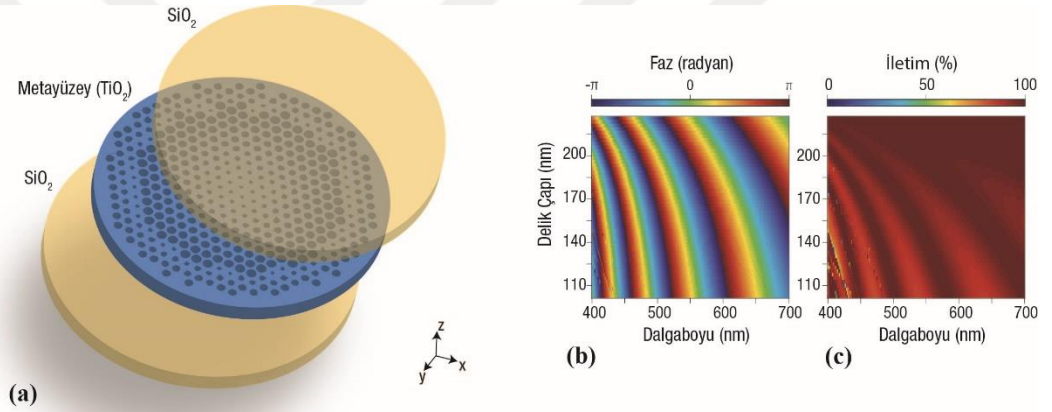 SiO₂
Metayüzey (TiO₂)
SiO₂
z
x
y
(a)
Faz (radyan)
-π 0 π
Delik Çapı (nm)
200
170
140
110
400 500 600 700
Dalgaboyu (nm)
(b)
İletim (%)
0 50 100
200
170
140
110
400 500 600 700
Dalgaboyu (nm)
(c)